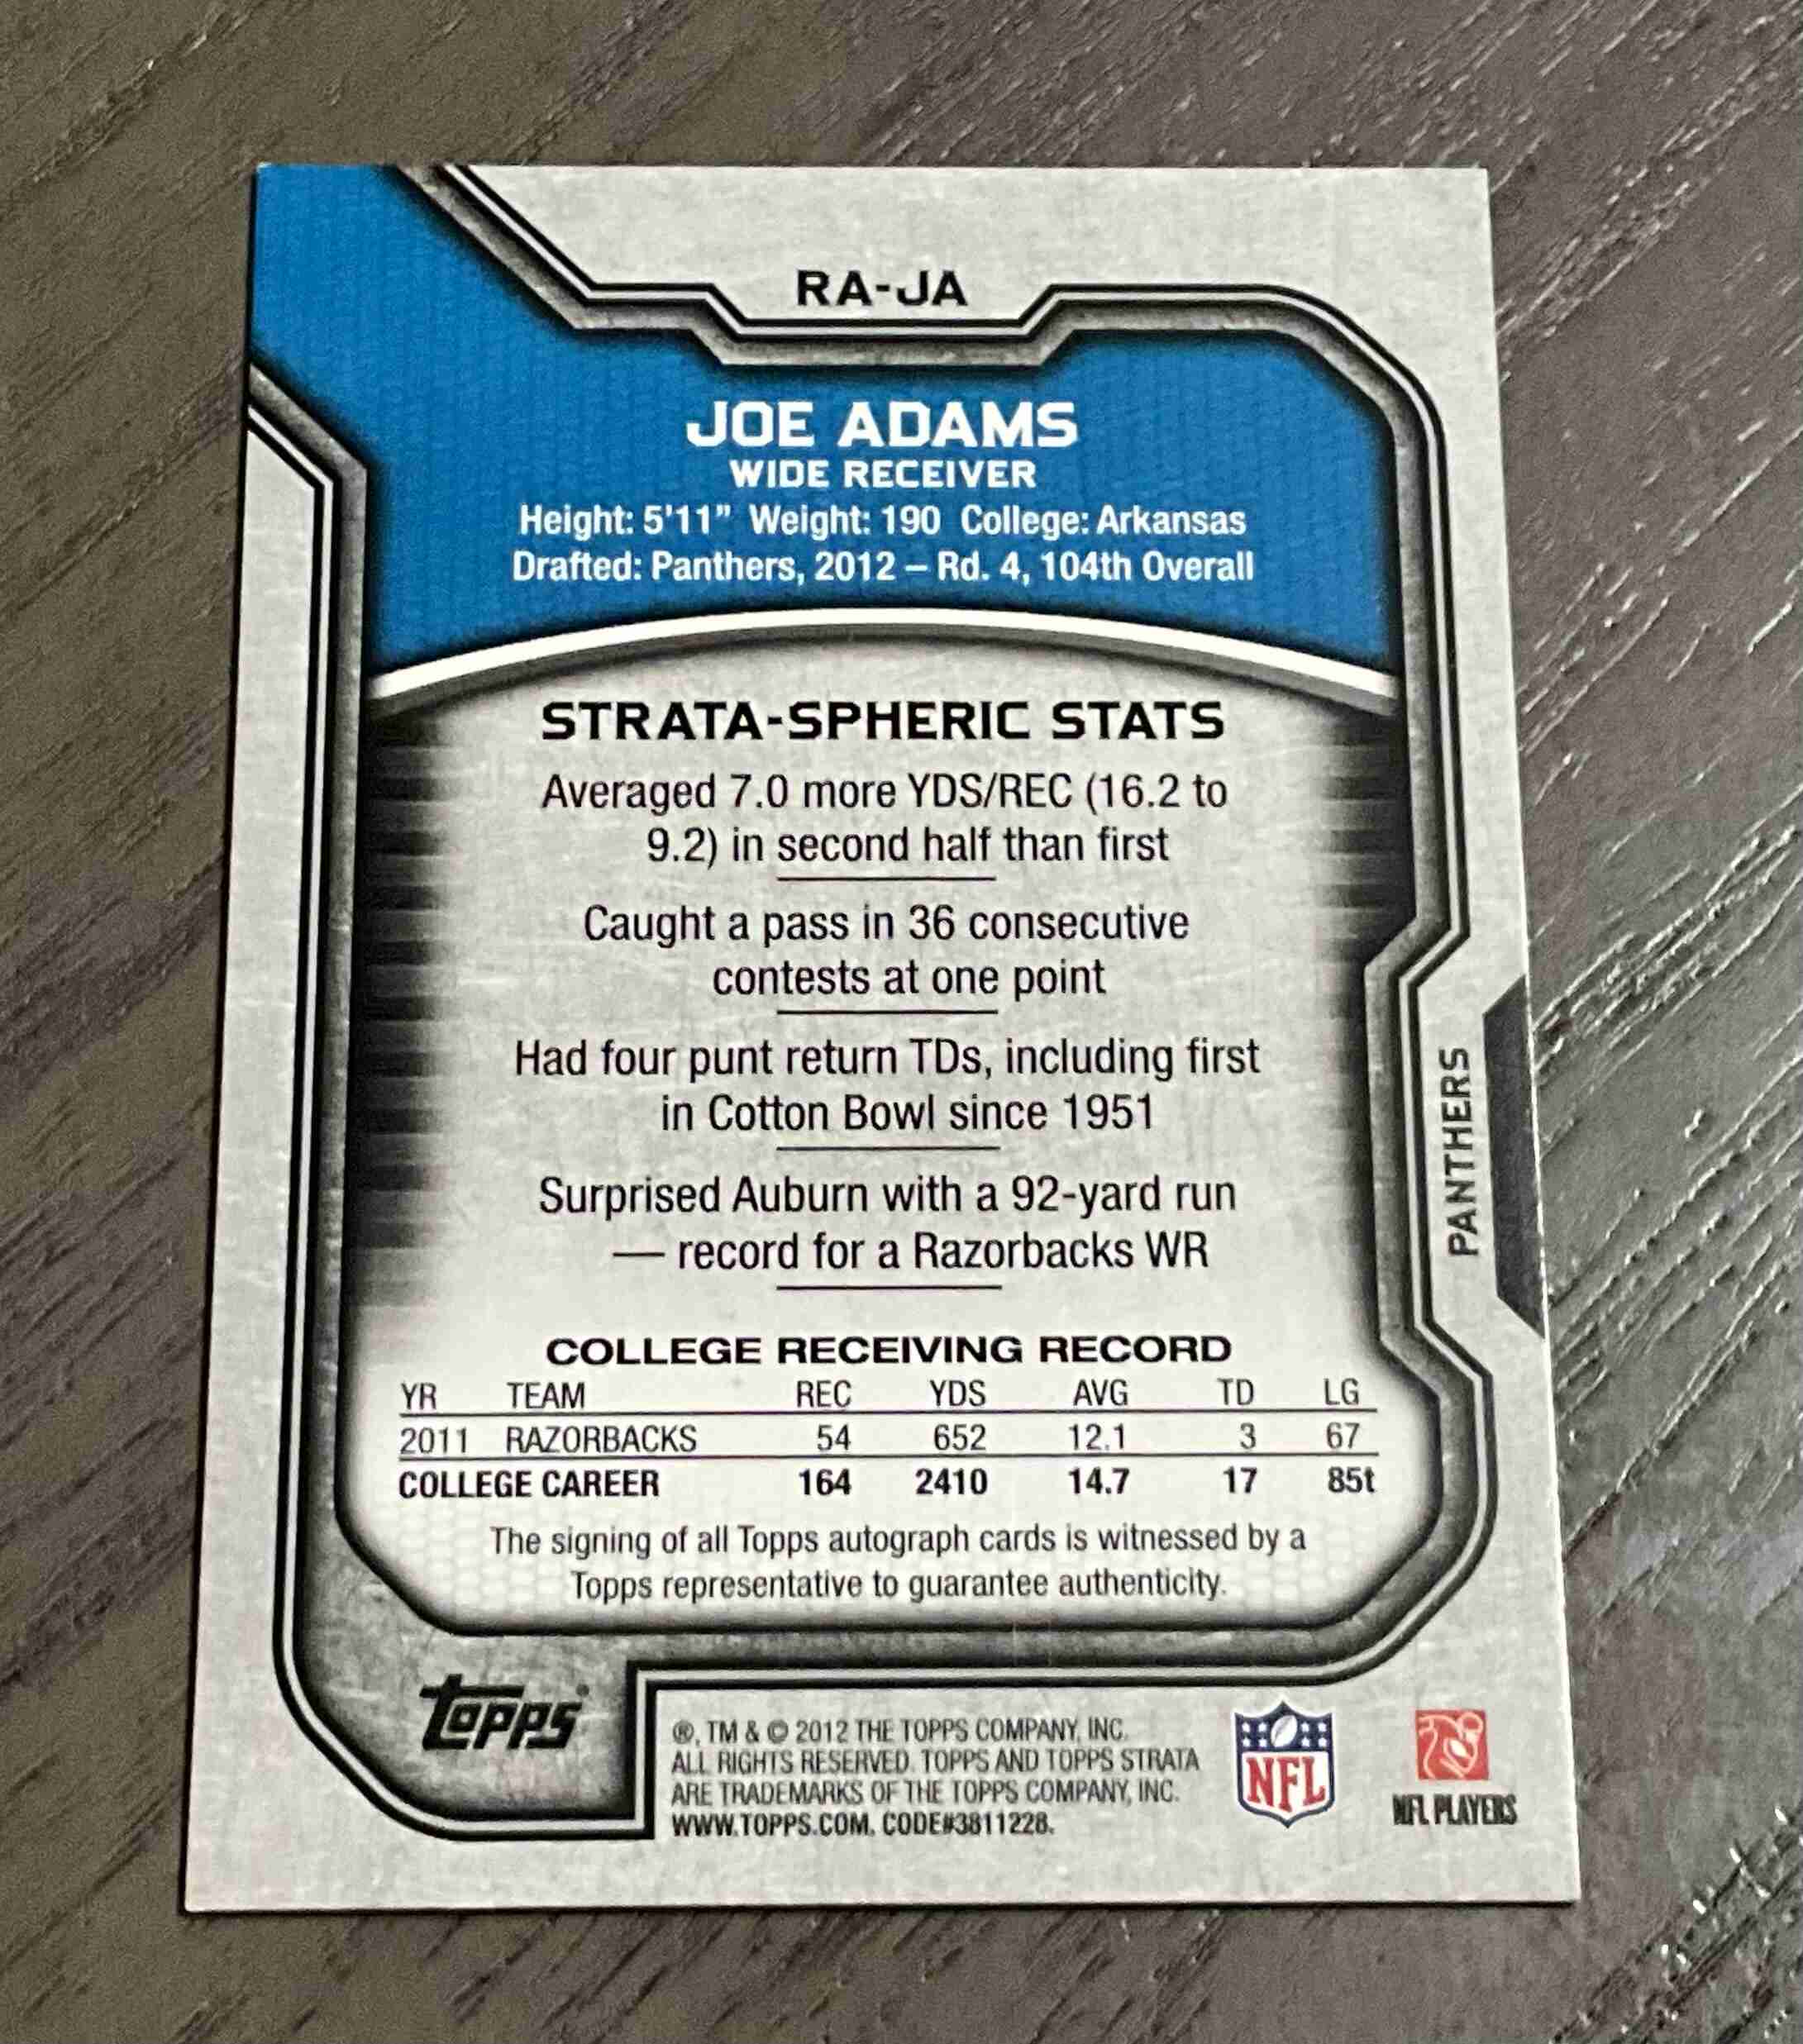 RA-JA
JOE ADAMS
WIDE RECEIVER
Height: 5'11” Weight: 190 College: Arkansas
Drafted: Panthers, 2012 – Rd. 4, 104th Overall
STRATA-SPHERIC STATS
Averaged 7.0 more YDS/REC (16.2 to
9.2) in second half than first
Caught a pass in 36 consecutive
contests at one point
Had four punt return TDs, including first
in Cotton Bowl since 1951
Surprised Auburn with a 92-yard run
— record for a Razorbacks WR
PANTHERS
COLLEGE RECEIVING RECORD
YR TEAM REC YDS AVG TD LG
2011 RAZORBACKS 54 652 12.1 3 67
COLLEGE CAREER 164 2410 14.7 17 85t
The signing of all Topps autograph cards is witnessed by a
Topps representative to guarantee authenticity.
topps
®, TM & © 2012 THE TOPPS COMPANY, INC.
ALL RIGHTS RESERVED. TOPPS AND TOPPS STRATA
ARE TRADEMARKS OF THE TOPPS COMPANY, INC.
WWW.TOPPS.COM. CODE#3811228.
NFL
NFL PLAYERS